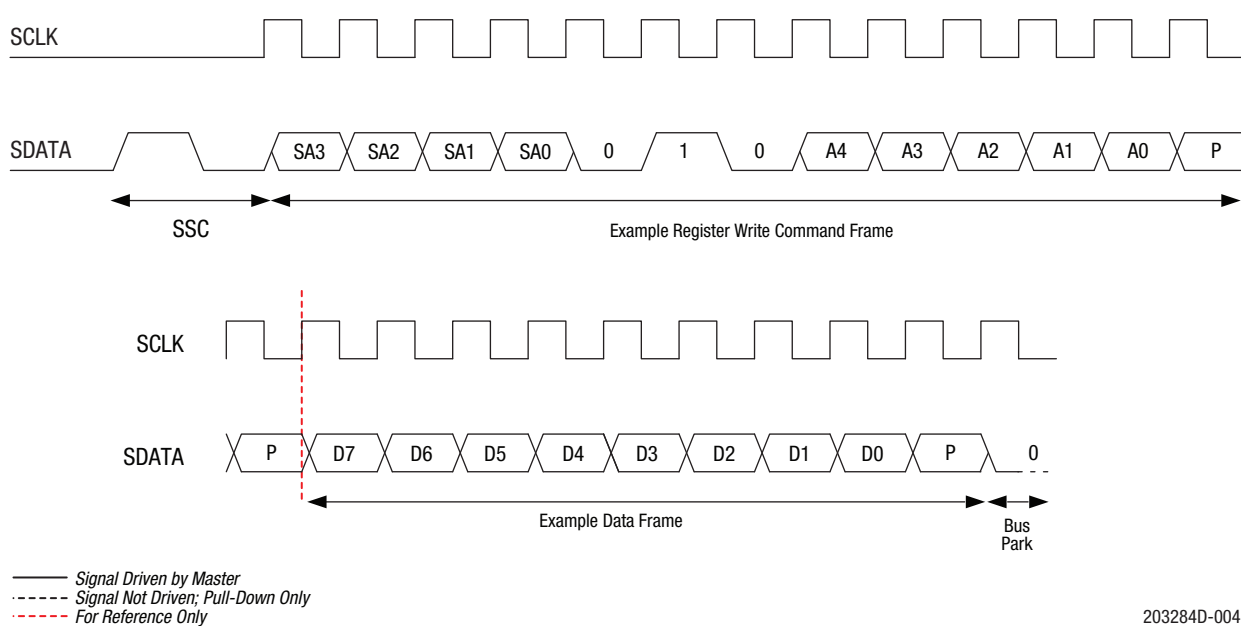 SCLK
SDATA SA3 SA2 SA1 SA0 0 1 0 A4 A3 A2 A1 A0 P
SSC Example Register Write Command Frame
SCLK
SDATA P D7 D6 D5 D4 D3 D2 D1 D0 P 0
Example Data Frame Bus
Park
Signal Driven by Master
Signal Not Driven; Pull-Down Only
For Reference Only 203284D-004